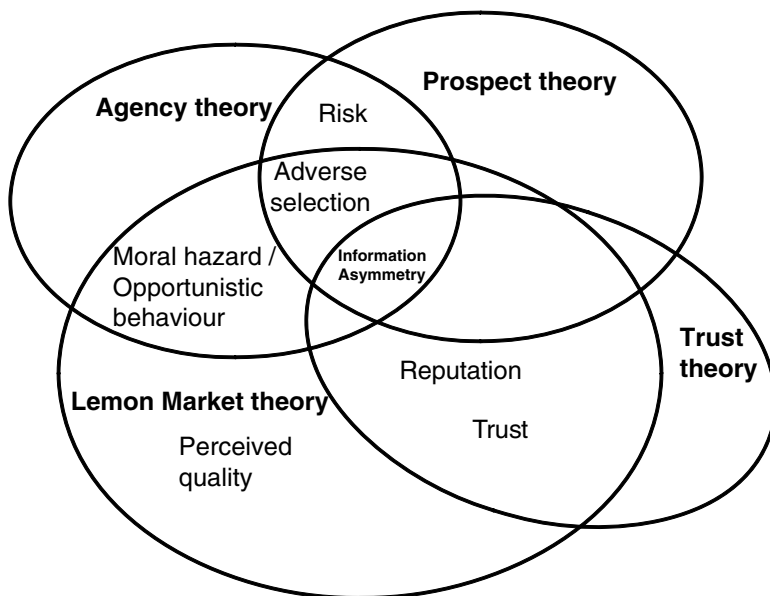 Prospect theory
Agency theory
Risk
Adverse
selection
Information
Asymmetry
Moral hazard /
Opportunistic
behaviour
Trust
theory
Reputation
Lemon Market theory
Trust
Perceived
quality